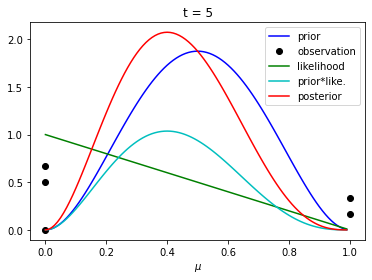 t = 5
prior
observation
likelihood
prior*like.
posterior
2.0
1.5
1.0
0.5
0.0
0.0 0.2 0.4 0.6 0.8 1.0
μ